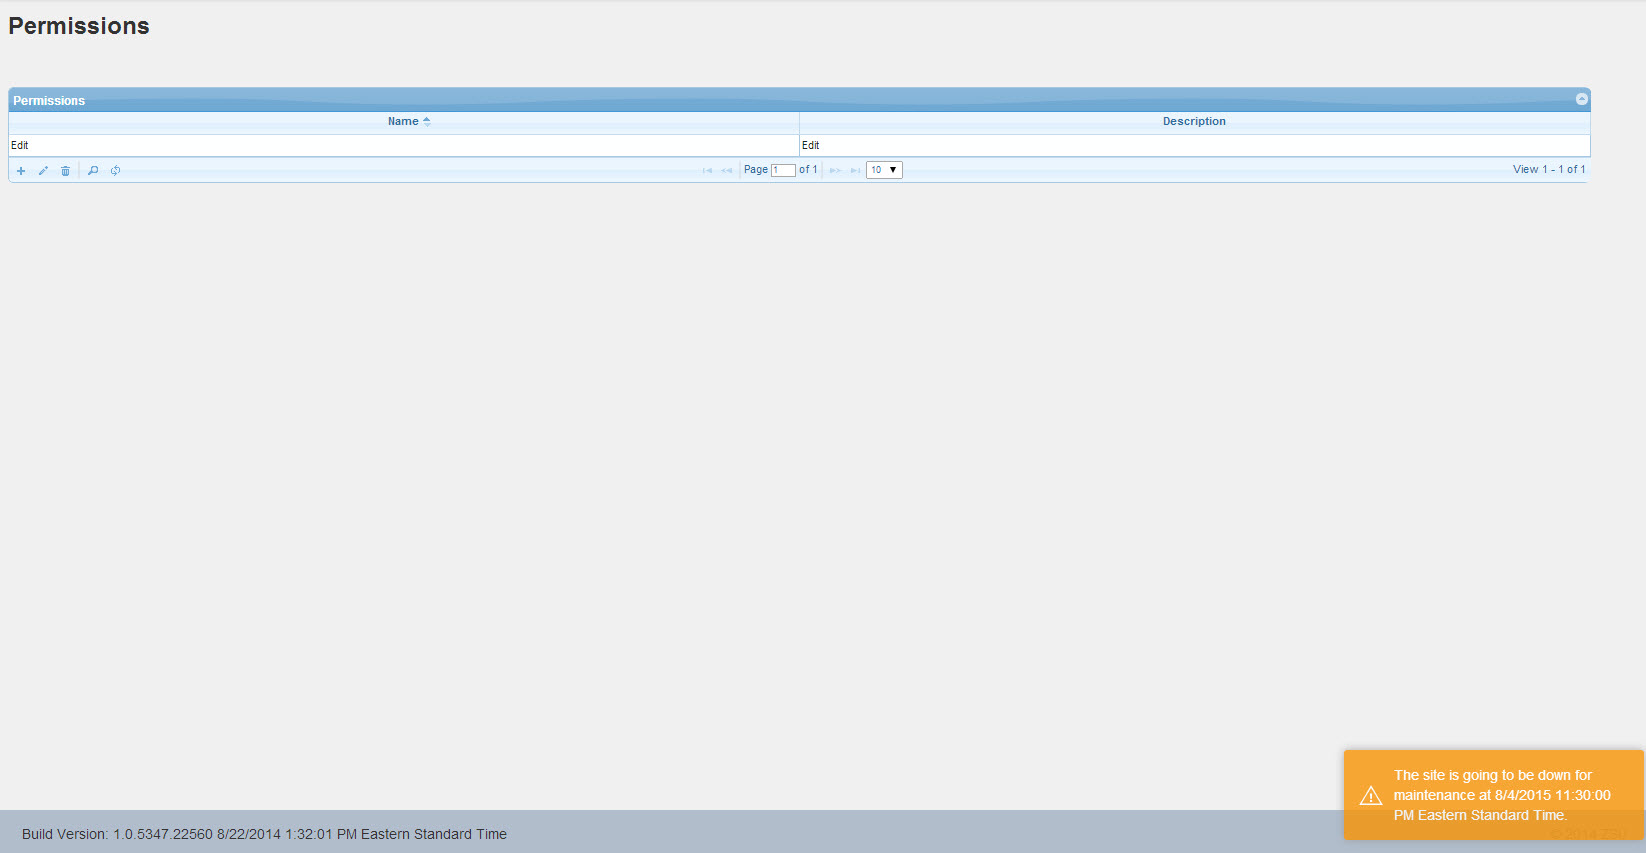 Permissions
Permissions
Name Description
Edit Edit
Page 1 of 1 10 View 1 - 1 of 1
The site is going to be down for
maintenance at 8/4/2015 11:30:00
PM Eastern Standard Time.
Build Version: 1.0.5347.22560 8/22/2014 1:32:01 PM Eastern Standard Time
© 2014